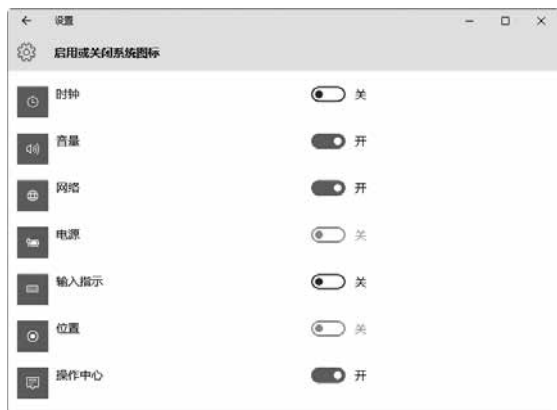 设置
启用或关闭系统图标
时钟 关
音量 开
网络 开
电源 关
输入指示 关
位置 关
操作中心 开